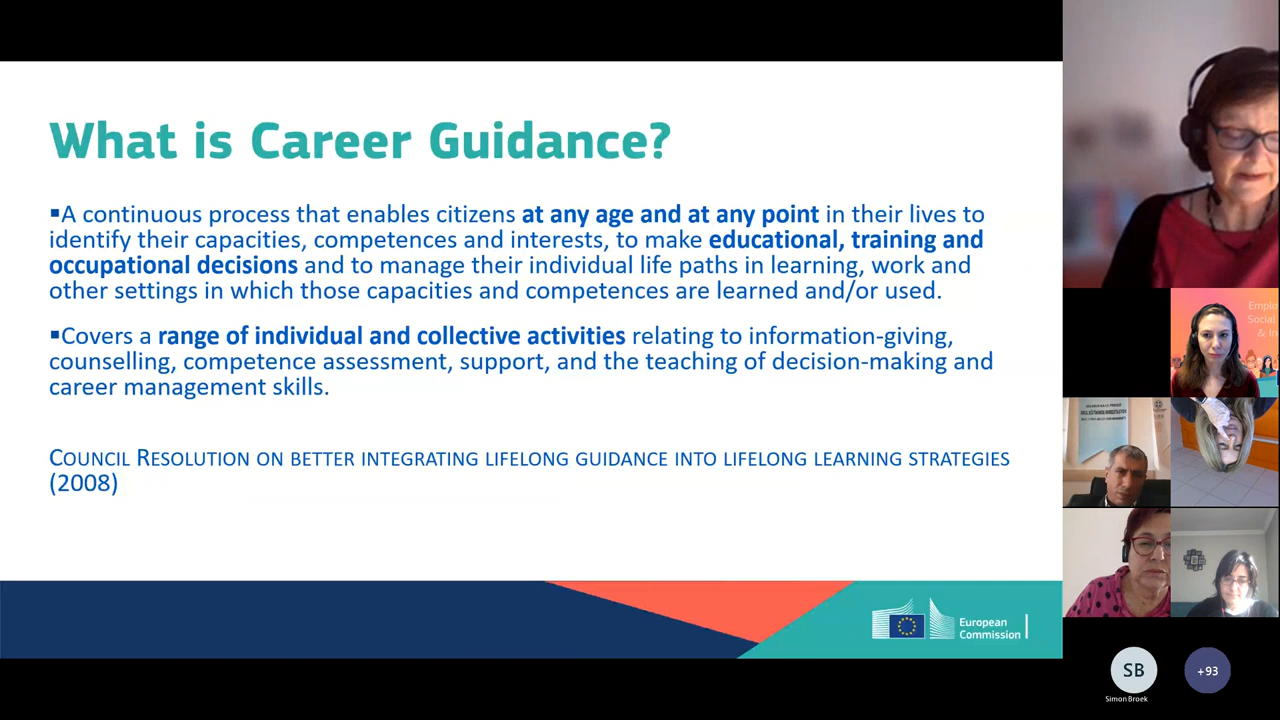 What is Career Guidance?
▪A continuous process that enables citizens at any age and at any point in their lives to
identify their capacities, competences and interests, to make educational, training and
occupational decisions and to manage their individual life paths in learning, work and
other settings in which those capacities and competences are learned and/or used.
▪Covers a range of individual and collective activities relating to information-giving,
counselling, competence assessment, support, and the teaching of decision-making and
career management skills.
COUNCIL RESOLUTION ON BETTER INTEGRATING LIFELONG GUIDANCE INTO LIFELONG LEARNING STRATEGIES
(2008)
European
Commission
Emplo
Social
& In
SB
Simon Broek
+93